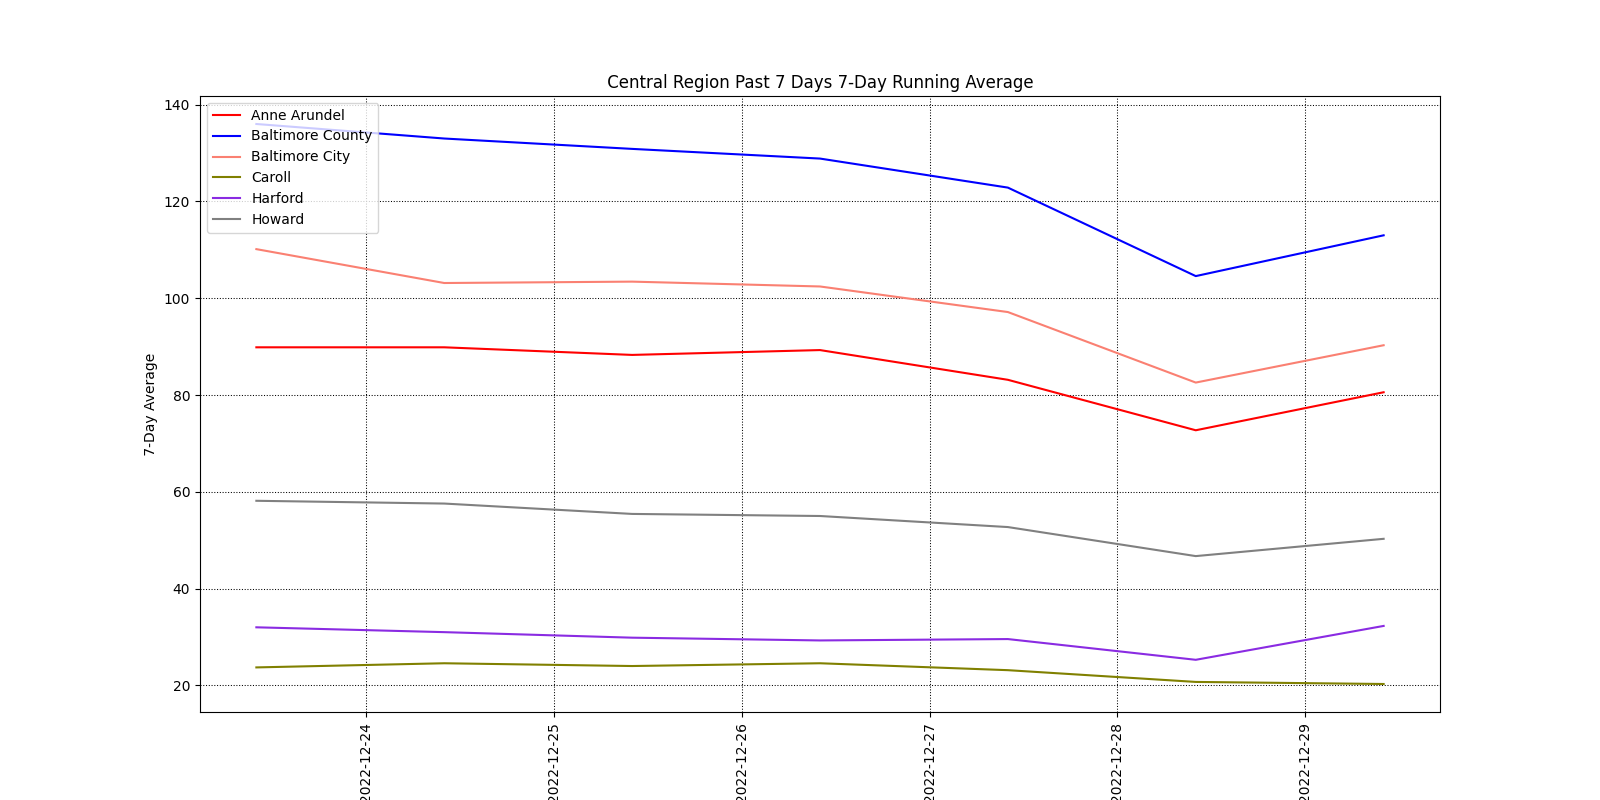 Central Region Past 7 Days 7-Day Running Average
Anne Arundel
Baltimore County
Baltimore City
Caroll
Harford
Howard
140
120
100
80
60
40
20
7-Day Average
2022-12-24
2022-12-25
2022-12-26
2022-12-27
2022-12-28
2022-12-29